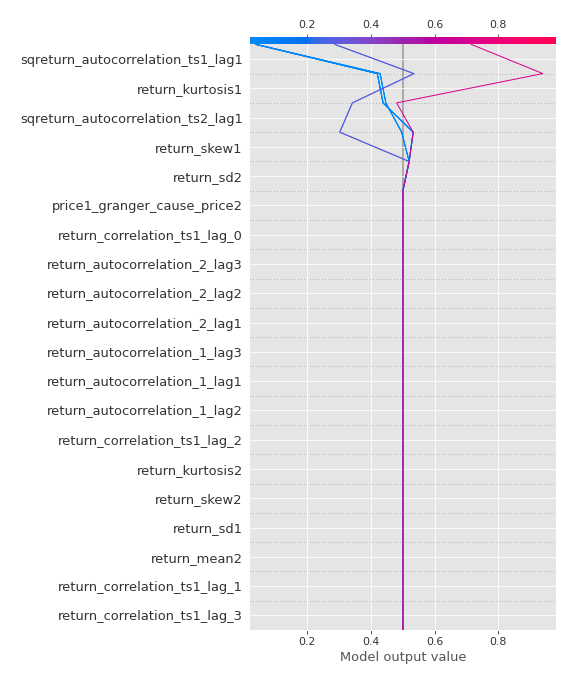 0.2 0.4 0.6 0.8
sqreturn_autocorrelation_ts1_lag1
return_kurtosis1
sqreturn_autocorrelation_ts2_lag1
return_skew1
return_sd2
price1_granger_cause_price2
return_correlation_ts1_lag_0
return_autocorrelation_2_lag3
return_autocorrelation_2_lag2
return_autocorrelation_2_lag1
return_autocorrelation_1_lag3
return_autocorrelation_1_lag1
return_autocorrelation_1_lag2
return_correlation_ts1_lag_2
return_kurtosis2
return_skew2
return_sd1
return_mean2
return_correlation_ts1_lag_1
return_correlation_ts1_lag_3
0.2 0.4 0.6 0.8
Model output value